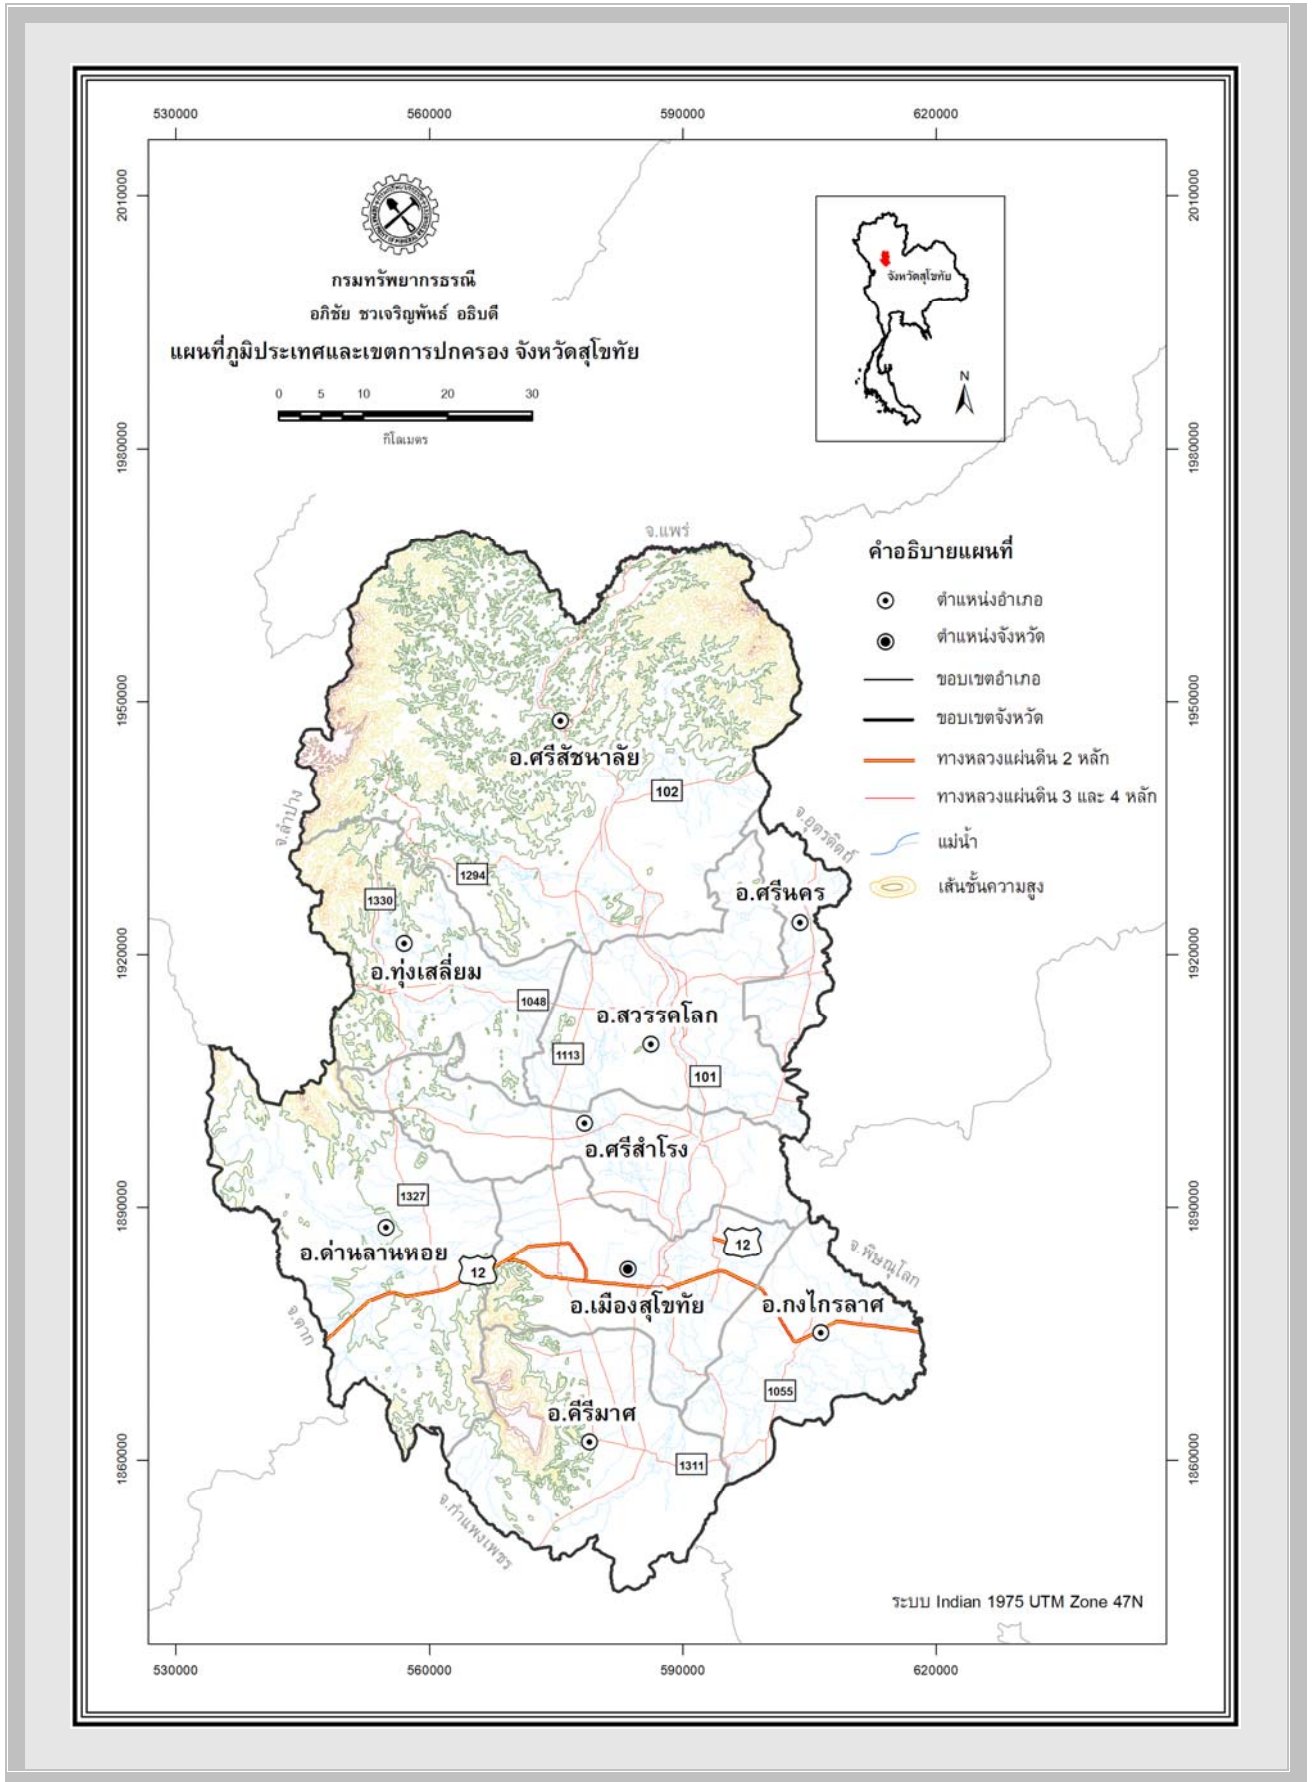 530000 560000 590000 620000
2010000 2010000
กรมทรัพยากรธรณี
อภิชัย ชวเจริญพันธ์ อธิบดี
แผนที่ภูมิประเทศและเขตการปกครอง จังหวัดสุโขทัย
0 5 10 20 30
กิโลเมตร
จังหวัดสุโขทัย
N
1980000 1980000
จ.แพร่
คำอธิบายแผนที่
ตำแหน่งอำเภอ
ตำแหน่งจังหวัด
ขอบเขตอำเภอ
ขอบเขตจังหวัด
ทางหลวงแผ่นดิน 2 หลัก
ทางหลวงแผ่นดิน 3 และ 4 หลัก
แม่น้ำ
เส้นชั้นความสูง
1950000 1950000
อ.ศรีสัชนาลัย
102
จ.ลำปาง
จ.อุตรดิตถ์
1294
1330
อ.ศรีนคร
1920000 1920000
อ.ทุ่งเสลี่ยม
1048
อ.สวรรคโลก
1113
101
อ.ศรีสำโรง
1327
1890000 1890000
อ.ด่านลานหอย
12
12
จ.พิษณุโลก
จ.ตาก
อ.เมืองสุโขทัย
อ.กงไกรลาศ
1055
อ.คีรีมาศ
1311
1860000 1860000
จ.กำแพงเพชร
ระบบ Indian 1975 UTM Zone 47N
530000 560000 590000 620000